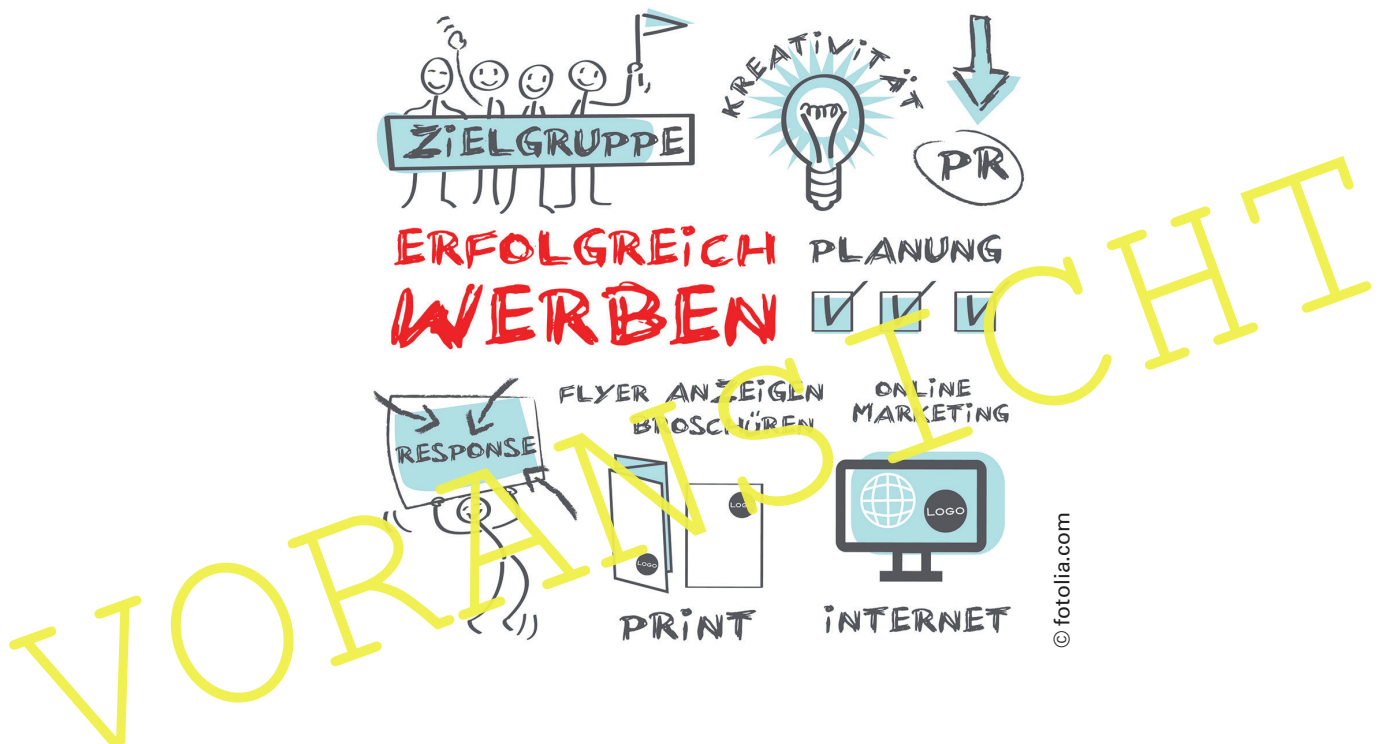 KREATiViTÄT
ZiELGRUPPE
PR
ERFOLGREiCH
WERBEN
PLANUNG
RESPONSE
FLYER ANZEiGEN
BROSCHÜREN
ONLiNE
MARKETiNG
LOGO
LOGO
LOGO
PRiNT
iNTERNET
© fotolia.com
VORANSICHT